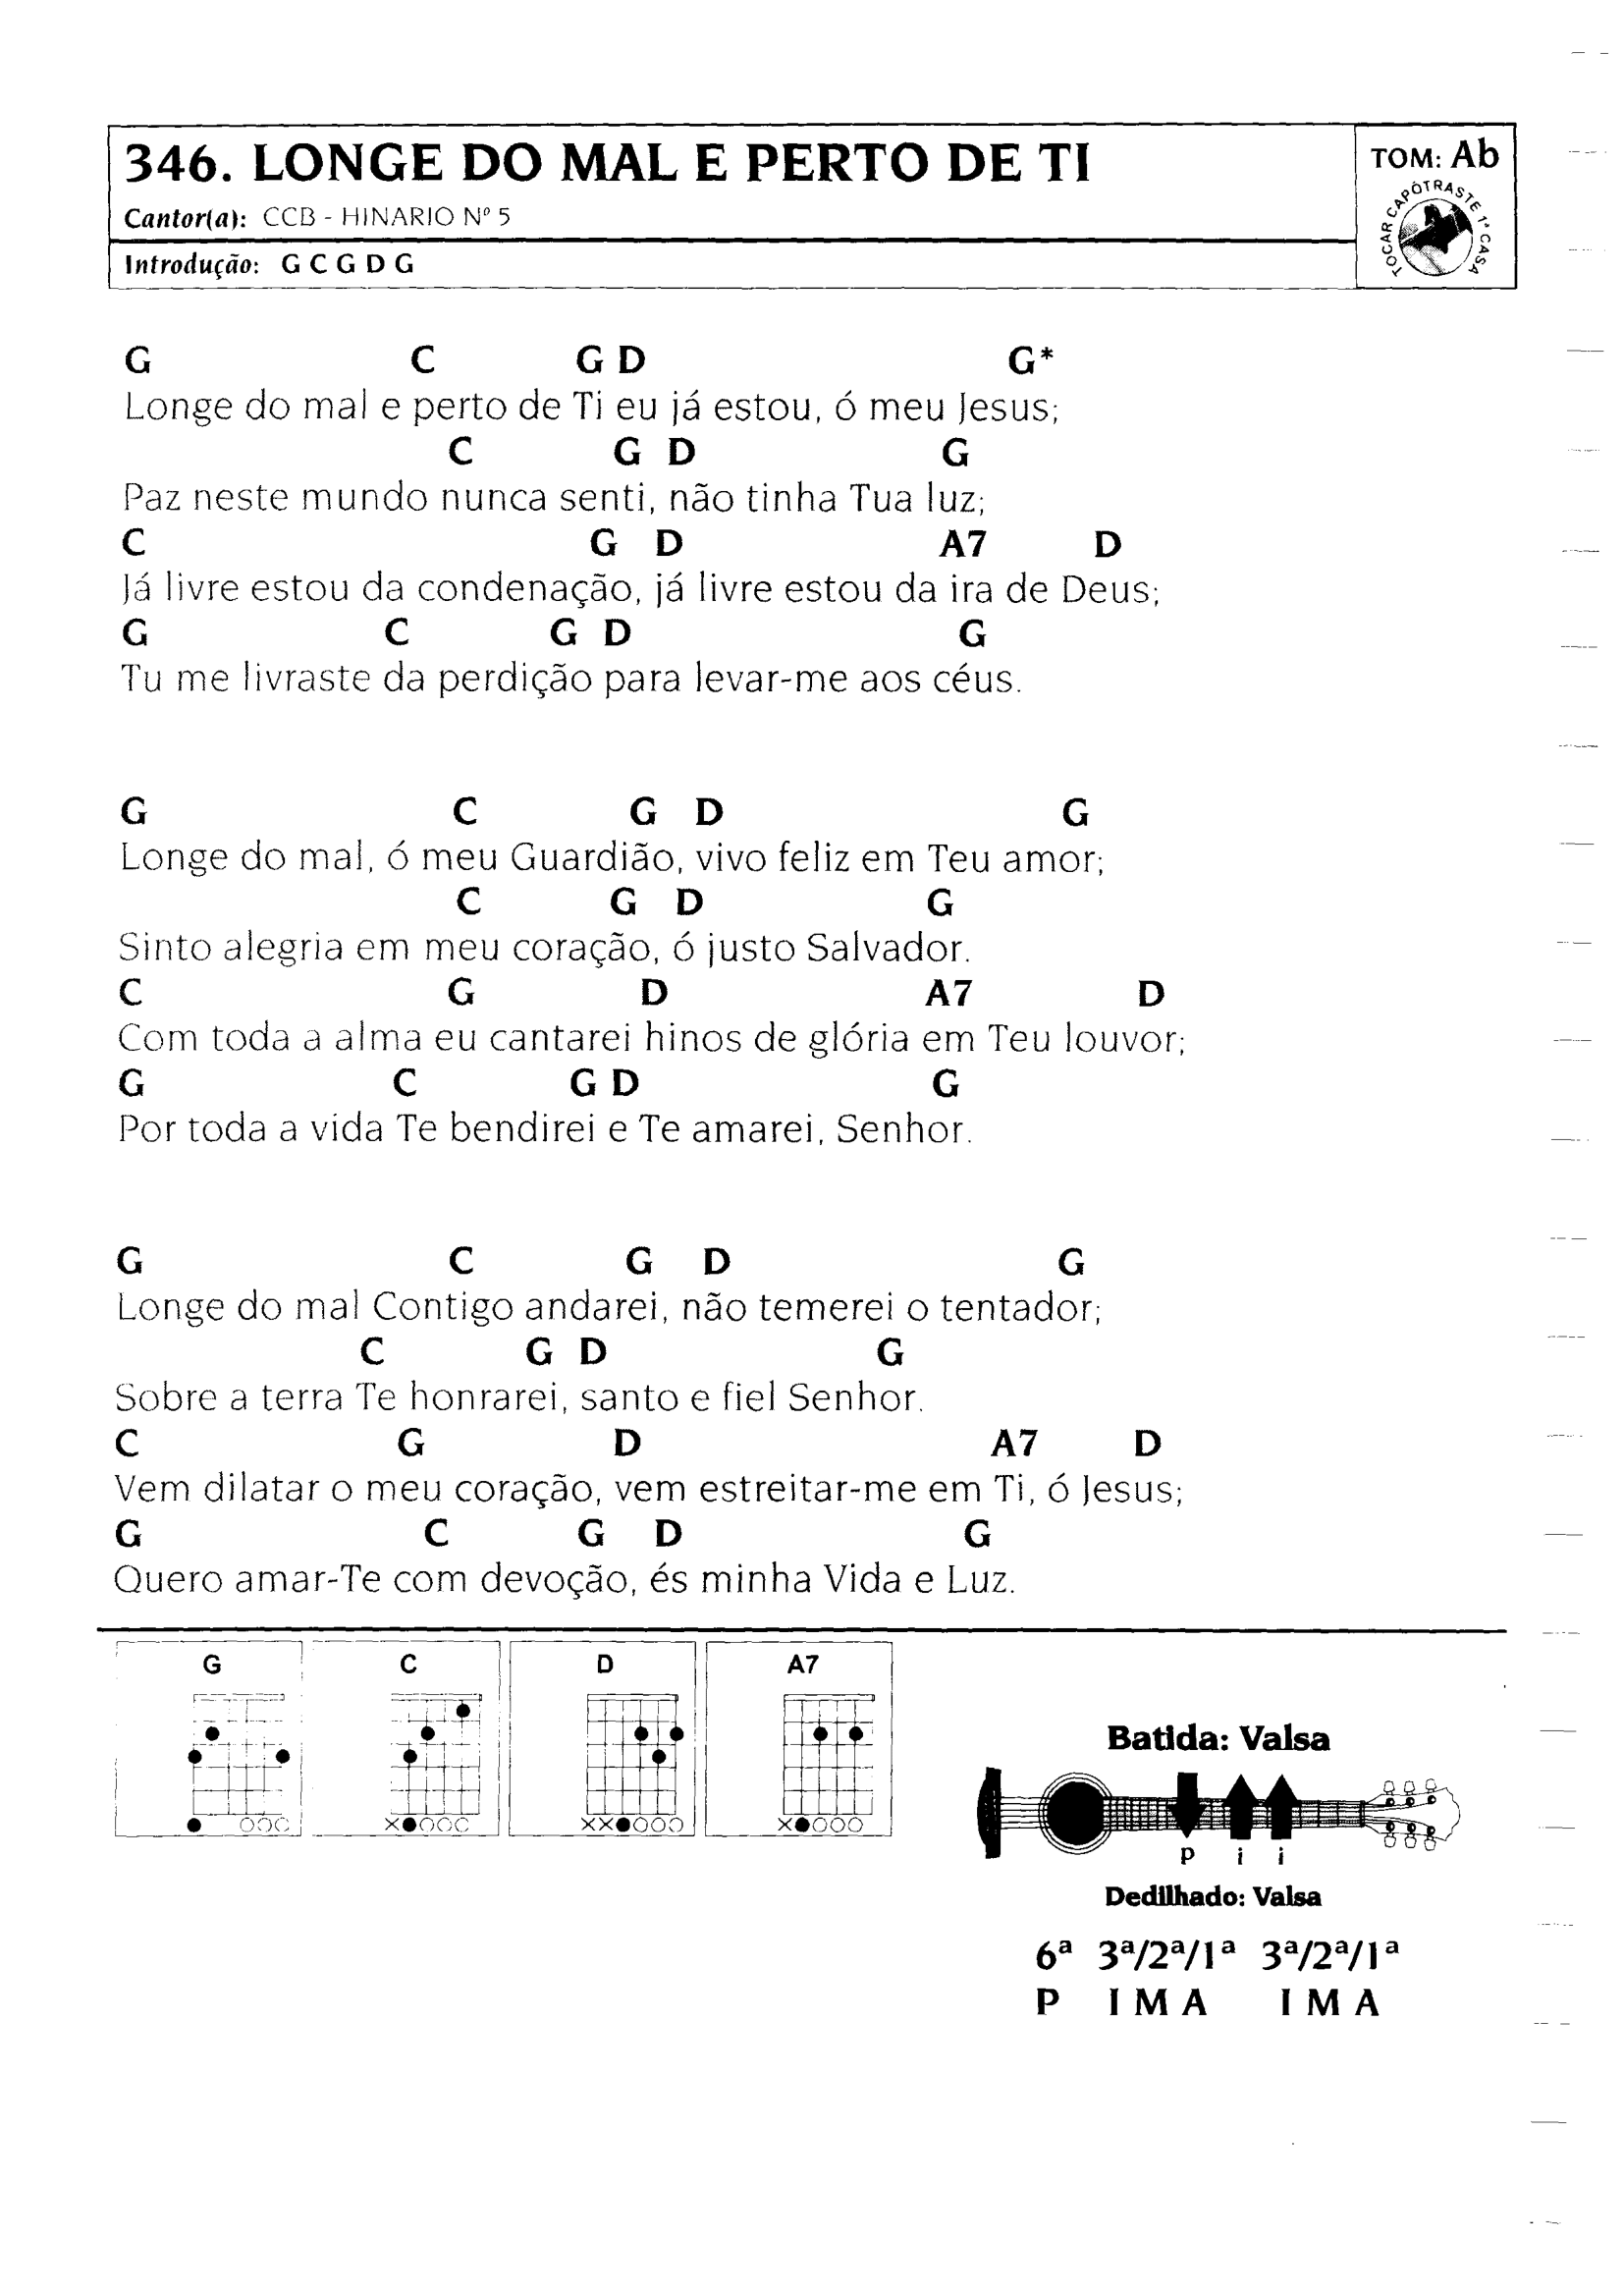 346. LONGE DO MAL E PERTO DE TI
Cantor(a): CCB - HINARIO Nº 5
Introdução: G C G D G
TOM: Ab
TOCAR CAPOTRASTE 1ª CASA
G C G D G*
Longe do mal e perto de Ti eu já estou, ó meu Jesus;
C G D G
Paz neste mundo nunca senti, não tinha Tua luz;
C G D A7 D
Já livre estou da condenação, já livre estou da ira de Deus;
G C G D G
Tu me livraste da perdição para levar-me aos céus.
G C G D G
Longe do mal, ó meu Guardião, vivo feliz em Teu amor;
C G D G
Sinto alegria em meu coração, ó justo Salvador.
C G D A7 D
Com toda a alma eu cantarei hinos de glória em Teu louvor;
G C G D G
Por toda a vida Te bendirei e Te amarei, Senhor.
G C G D G
Longe do mal Contigo andarei, não temerei o tentador;
C G D G
Sobre a terra Te honrarei, santo e fiel Senhor.
C G D A7 D
Vem dilatar o meu coração, vem estreitar-me em Ti, ó Jesus;
G C G D G
Quero amar-Te com devoção, és minha Vida e Luz.
G C D A7
Batida: Valsa
P i i
Dedilhado: Valsa
6ª 3ª/2ª/1ª 3ª/2ª/1ª
P I M A I M A